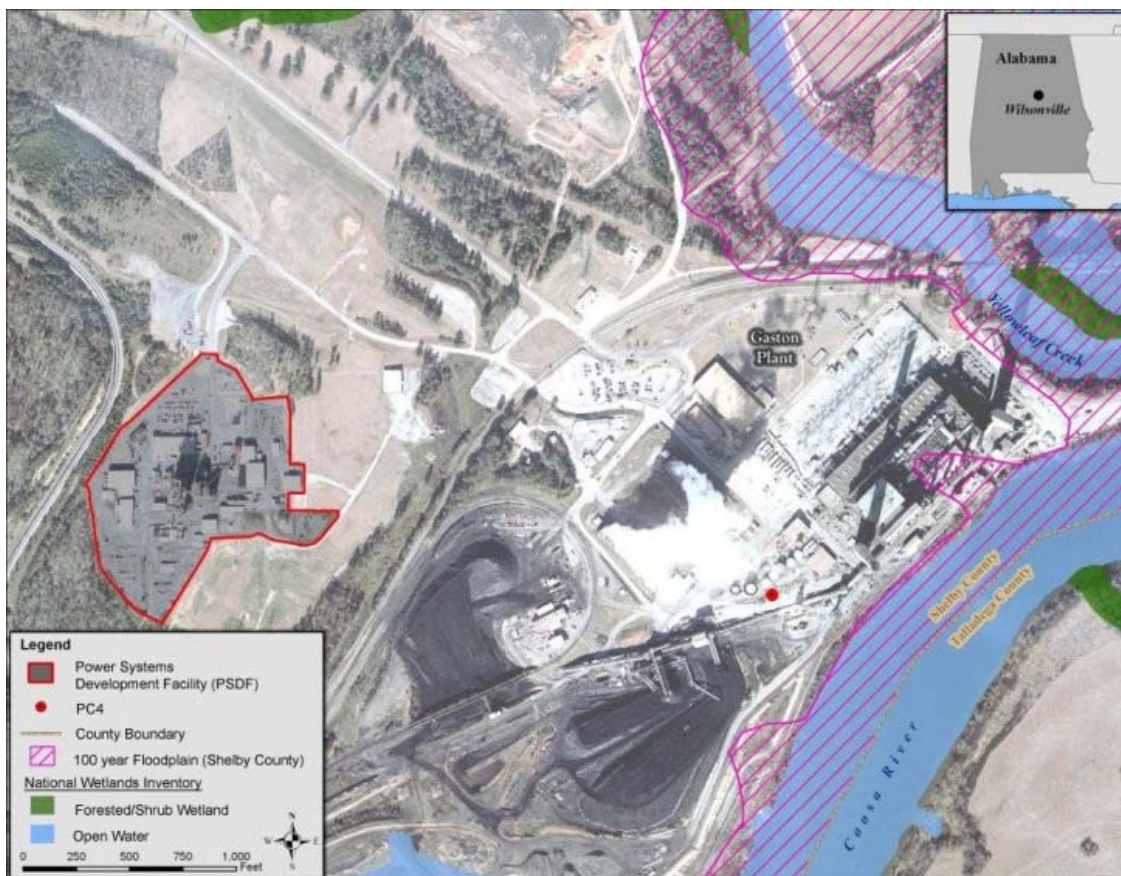 Alabama
Wilsonville
Yellowleaf Creek
Gaston
Plant
Shelby County
Talladega County
Coosa River
Legend
Power Systems
Development Facility (PSDF)
PC4
County Boundary
100 year Floodplain (Shelby County)
National Wetlands Inventory
Forested/Shrub Wetland
Open Water
N
W E
S
0 250 500 750 1,000
Feet